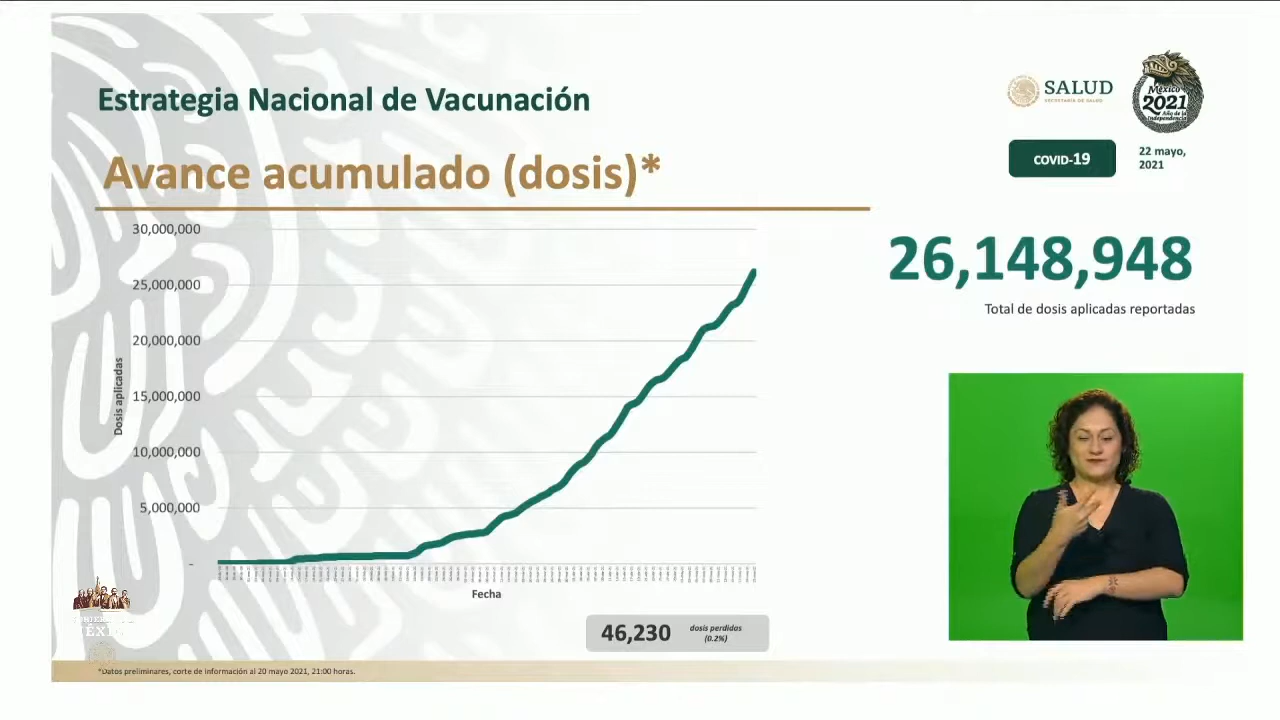 Estrategia Nacional de Vacunación
SALUD
SECRETARÍA DE SALUD
México
2021
Año de la
Independencia
Avance acumulado (dosis)*
COVID-19
22 mayo,
2021
30,000,000
25,000,000
20,000,000
15,000,000
10,000,000
5,000,000
-
Dosis aplicadas
Fecha
26,148,948
Total de dosis aplicadas reportadas
46,230
dosis perdidas
(0.2%)
*Datos preliminares, corte de información al 20 mayo 2021, 21:00 horas.